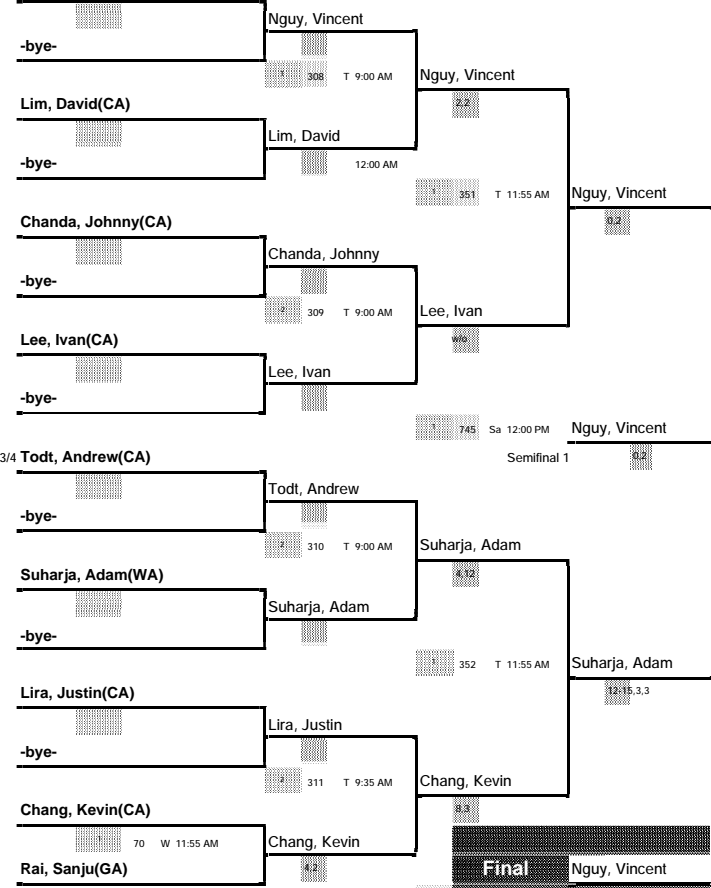 Nguy, Vincent
-bye-
1 308 T 9:00 AM
Nguy, Vincent
2,2
Lim, David(CA)
Lim, David
-bye-
12:00 AM
1 351 T 11:55 AM
Nguy, Vincent
0,2
Chanda, Johnny(CA)
Chanda, Johnny
-bye-
-2 309 T 9:00 AM
Lee, Ivan
w/o
Lee, Ivan(CA)
Lee, Ivan
-bye-
1 745 Sa 12:00 PM
Nguy, Vincent
Semifinal 1
0,2
3/4 Todt, Andrew(CA)
Todt, Andrew
-bye-
2 310 T 9:00 AM
Suharja, Adam
4,12
Suharja, Adam(WA)
Suharja, Adam
-bye-
1 352 T 11:55 AM
Suharja, Adam
12-15,3,3
Lira, Justin(CA)
Lira, Justin
-bye-
2 311 T 9:35 AM
Chang, Kevin
8,3
Chang, Kevin(CA)
1 70 W 11:55 AM
Chang, Kevin
4,2
Rai, Sanju(GA)
Final
Nguy, Vincent